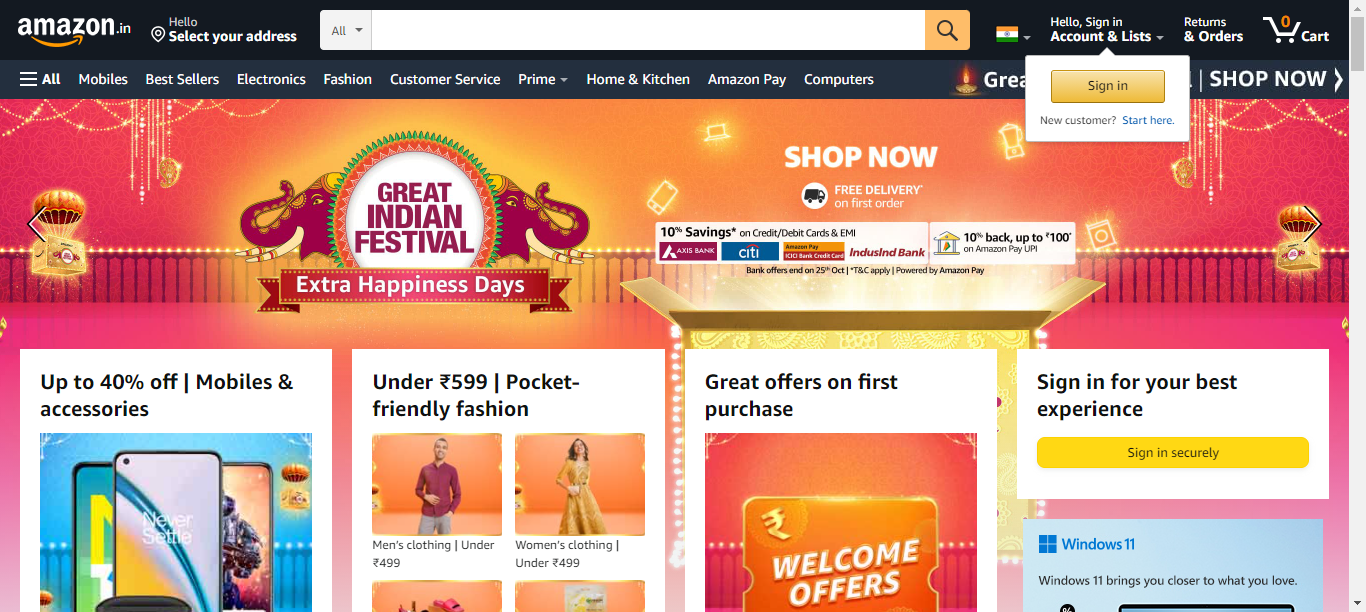 amazon.in
Hello
Select your address
All
Hello, Sign in
Account & Lists
Returns
& Orders
0
Cart
All
Mobiles
Best Sellers
Electronics
Fashion
Customer Service
Prime
Home & Kitchen
Amazon Pay
Computers
Grea
| SHOP NOW
Sign in
New customer? Start here.
GREAT
INDIAN
FESTIVAL
Extra Happiness Days
SHOP NOW
FREE DELIVERY*
on first order
10% Savings* on Credit/Debit Cards & EMI
AXIS BANK
citi
Amazon Pay
ICICI Bank Credit Card
IndusInd Bank
10% back, up to ₹100*
on Amazon Pay UPI
Bank offers end on 25th Oct | *T&C apply | Powered by Amazon Pay
Up to 40% off | Mobiles &
accessories
Never
Settle
Under ₹599 | Pocket-
friendly fashion
Men's clothing | Under
₹499
Women's clothing |
Under ₹499
Great offers on first
purchase
₹
WELCOME
OFFERS
Sign in for your best
experience
Sign in securely
Windows 11
Windows 11 brings you closer to what you love.